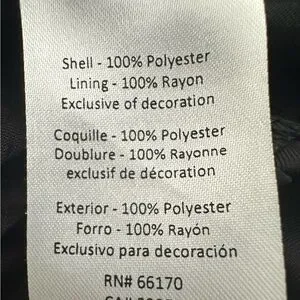 Shell - 100% Polyester
Lining - 100% Rayon
Exclusive of decoration
Coquille - 100% Polyester
Doublure - 100% Rayonne
exclusif de décoration
Exterior - 100% Polyester
Forro - 100% Rayón
Exclusivo para decoración
RN# 66170